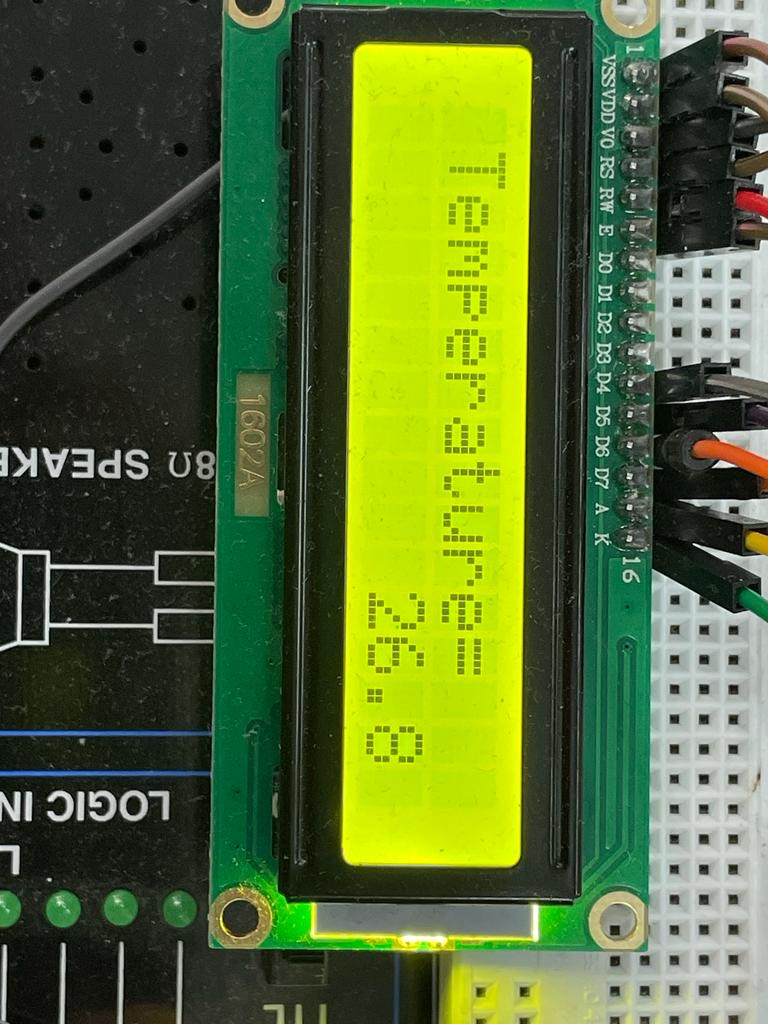 Temperature=
26.8
1
VSS VDD V0 RS RW E D0 D1 D2 D3 D4 D5 D6 D7 A K
16
1602A
8Ω SPEAKE
LOGIC IN